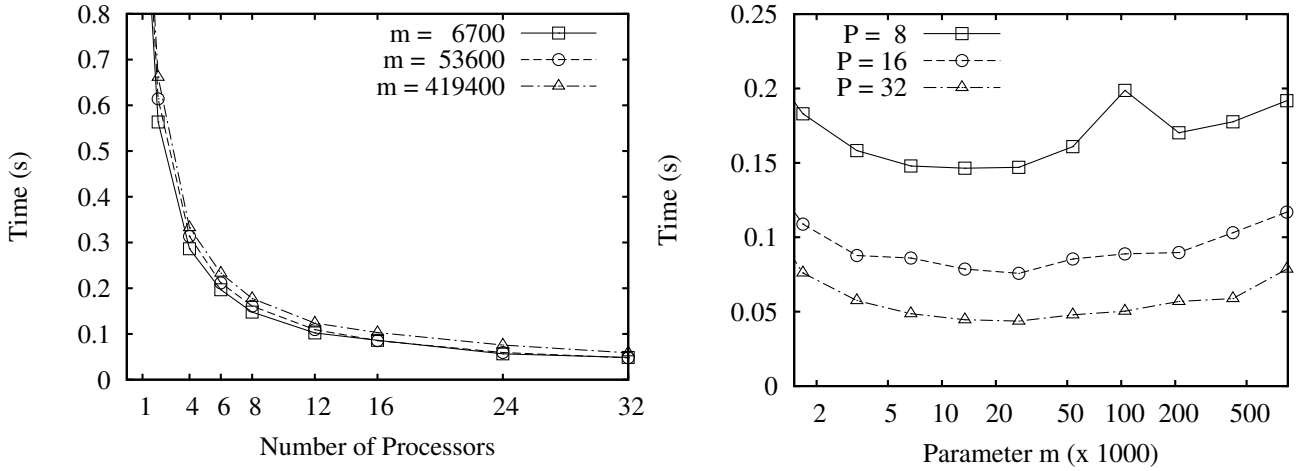 0.8
0.7
0.6
0.5
0.4
0.3
0.2
0.1
0
Time (s)
m = 6700
m = 53600
m = 419400
1 4 6 8 12 16 24 32
Number of Processors
0.25
0.2
0.15
0.1
0.05
0
Time (s)
P = 8
P = 16
P = 32
2 5 10 20 50 100 200 500
Parameter m (x 1000)